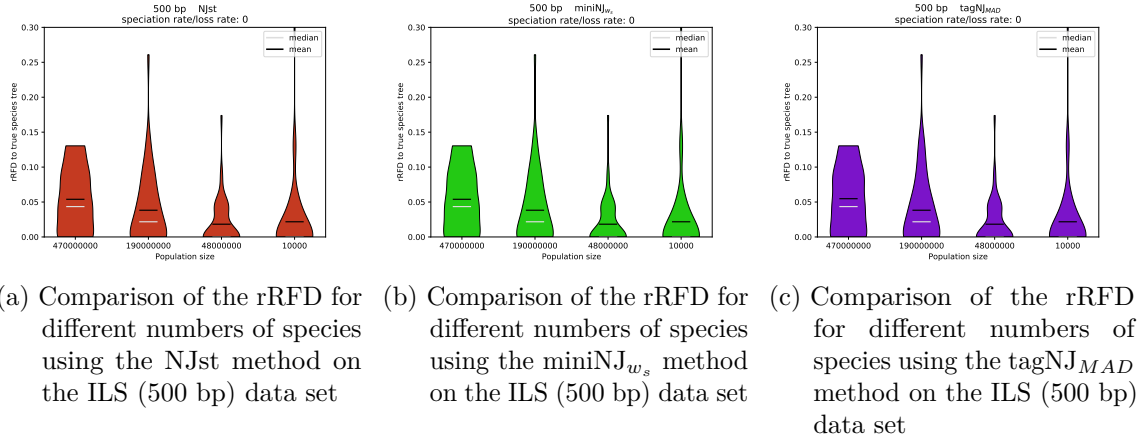 500 bp NJst
speciation rate/loss rate: 0
rRFD to true species tree
0.30
0.25
0.20
0.15
0.10
0.05
0.00
median
mean
470000000 190000000 48000000 10000
Population size
(a) Comparison of the rRFD for
different numbers of species
using the NJst method on
the ILS (500 bp) data set
500 bp miniNJ_{w_s}
speciation rate/loss rate: 0
rRFD to true species tree
0.30
0.25
0.20
0.15
0.10
0.05
0.00
median
mean
470000000 190000000 48000000 10000
Population size
(b) Comparison of the rRFD for
different numbers of species
using the miniNJ_{w_s} method
on the ILS (500 bp) data set
500 bp tagNJ_{MAD}
speciation rate/loss rate: 0
rRFD to true species tree
0.30
0.25
0.20
0.15
0.10
0.05
0.00
median
mean
470000000 190000000 48000000 10000
Population size
(c) Comparison of the rRFD
for different numbers of
species using the tagNJ_{MAD}
method on the ILS (500 bp)
data set